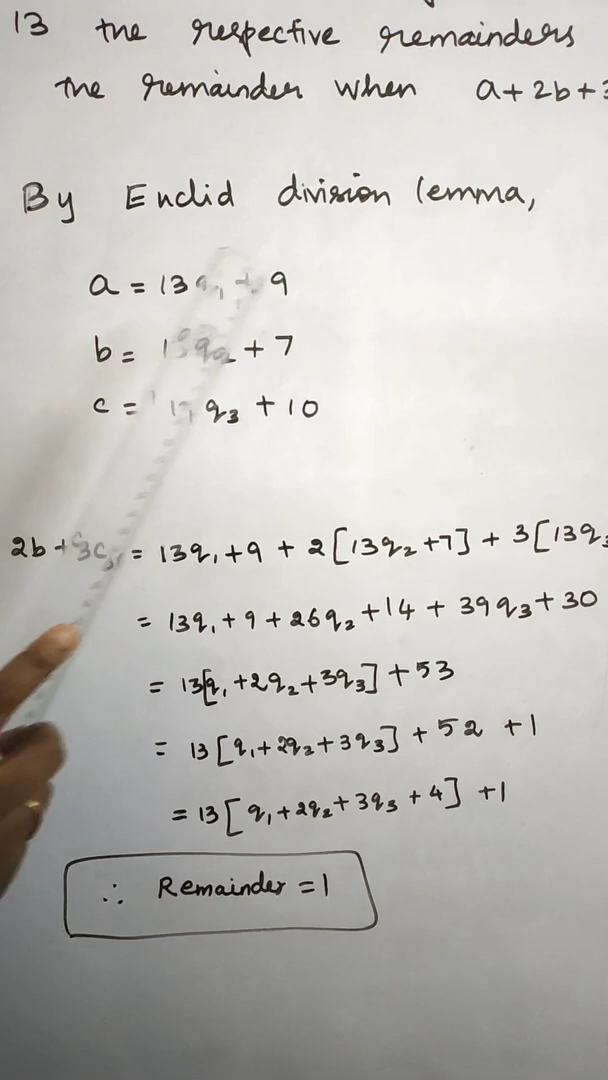 13 the respective remainders
the remainder when a+2b+3
By Euclid division lemma,
a = 13q₁ + 9
b = 13q₂ + 7
c = 13q₃ + 10
2b + 3c = 13q₁ + 9 + 2[13q₂ + 7] + 3[13q₃
= 13q₁ + 9 + 26q₂ + 14 + 39q₃ + 30
= 13[q₁ + 2q₂ + 3q₃] + 53
= 13[q₁ + 2q₂ + 3q₃] + 52 + 1
= 13[q₁ + 2q₂ + 3q₃ + 4] + 1
∴ Remainder = 1